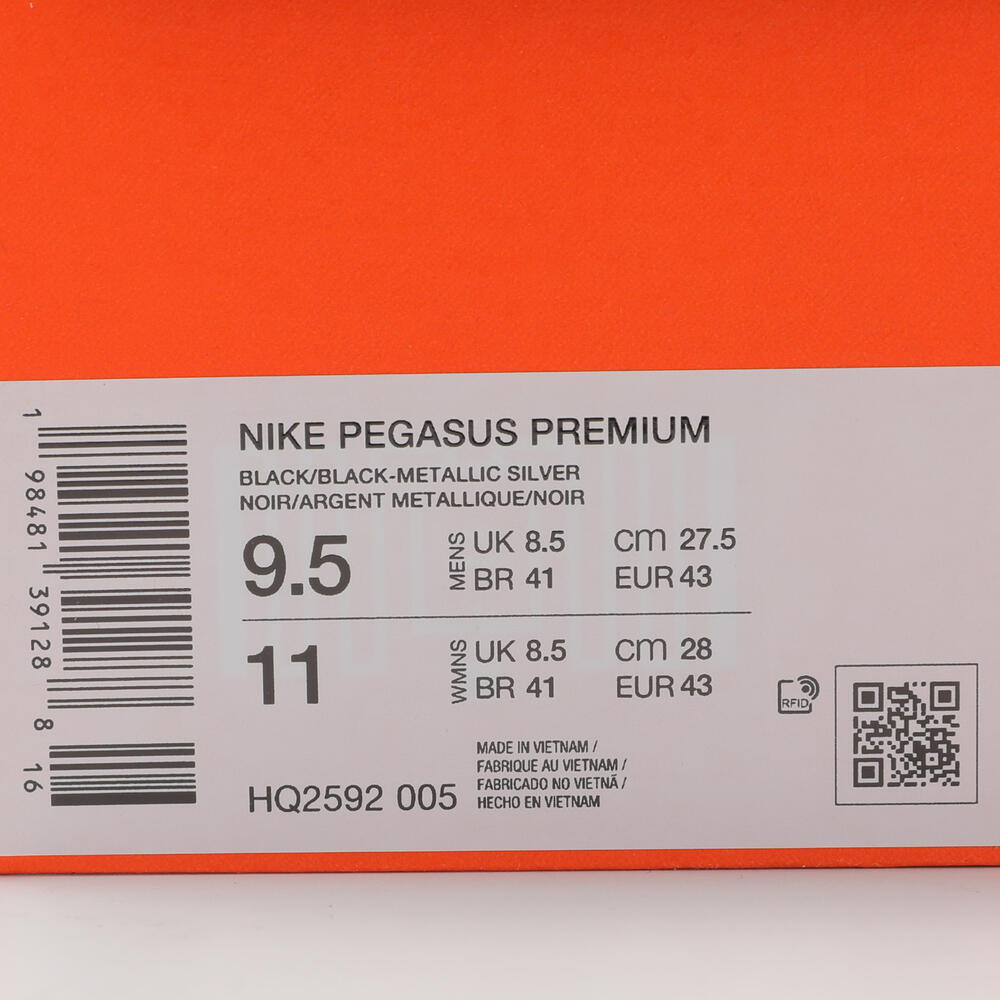 NIKE PEGASUS PREMIUM
BLACK/BLACK-METALLIC SILVER
NOIR/ARGENT METALLIQUE/NOIR
9.5 MENS UK 8.5 CM 27.5
BR 41 EUR 43
11 WMNS UK 8.5 CM 28
BR 41 EUR 43
RFID
MADE IN VIETNAM /
FABRIQUE AU VIETNAM /
FABRICADO NO VIETNÃ /
HECHO EN VIETNAM
HQ2592 005
1 98481 39128 8 16